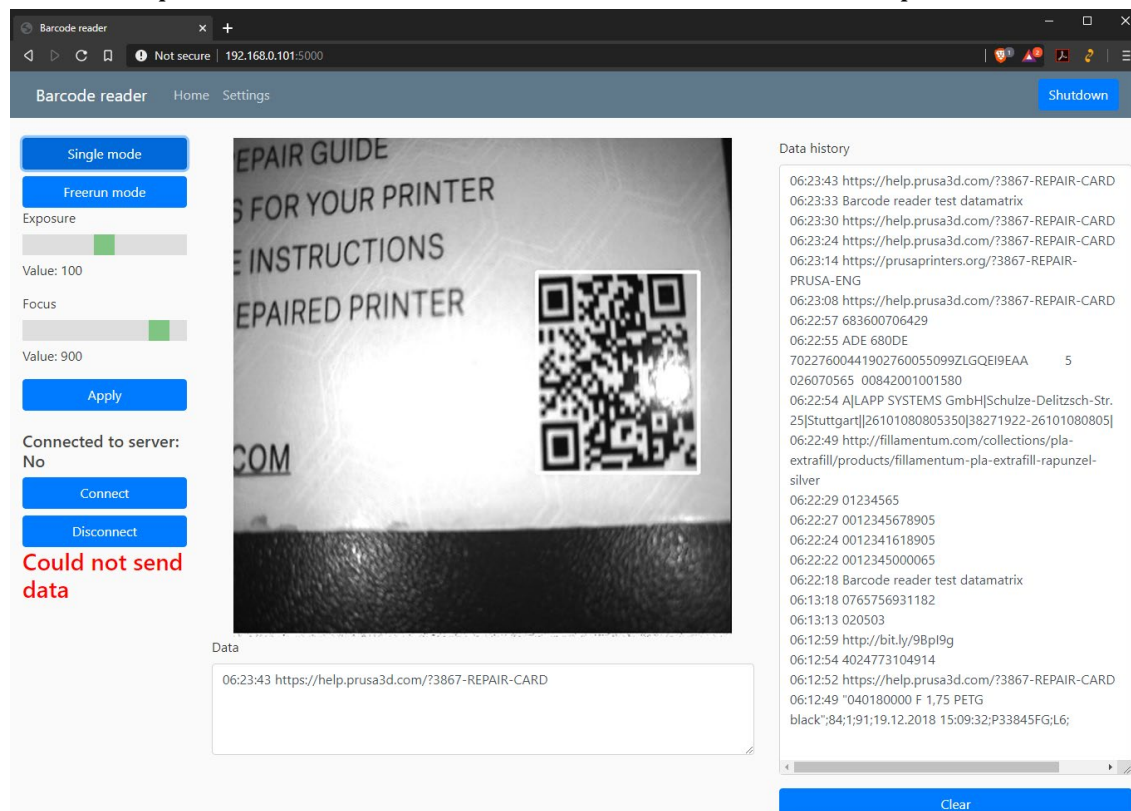 Barcode reader
Not secure | 192.168.0.101:5000
Barcode reader Home Settings Shutdown
Single mode
Freerun mode
Exposure
Value: 100
Focus
Value: 900
Apply
Connected to server:
No
Connect
Disconnect
Could not send
data
EPAIR GUIDE
S FOR YOUR PRINTER
E INSTRUCTIONS
EPAIRED PRINTER
.COM
Data
06:23:43 https://help.prusa3d.com/?3867-REPAIR-CARD
Data history
06:23:43 https://help.prusa3d.com/?3867-REPAIR-CARD
06:23:33 Barcode reader test datamatrix
06:23:30 https://help.prusa3d.com/?3867-REPAIR-CARD
06:23:24 https://help.prusa3d.com/?3867-REPAIR-CARD
06:23:14 https://prusaprinters.org/?3867-REPAIR-
PRUSA-ENG
06:23:08 https://help.prusa3d.com/?3867-REPAIR-CARD
06:22:57 683600706429
06:22:55 ADE 680DE
70227600441902760055099ZLGQEI9EAA 5
026070565 00842001001580
06:22:54 A|LAPP SYSTEMS GmbH|Schulze-Delitzsch-Str.
25|Stuttgart||26101080805350|38271922-26101080805|
06:22:49 http://fillamentum.com/collections/pla-
extrafill/products/fillamentum-pla-extrafill-rapunzel-
silver
06:22:29 01234565
06:22:27 0012345678905
06:22:24 0012341618905
06:22:22 0012345000065
06:22:18 Barcode reader test datamatrix
06:13:18 0765756931182
06:13:13 020503
06:12:59 http://bit.ly/9BpI9g
06:12:54 4024773104914
06:12:52 https://help.prusa3d.com/?3867-REPAIR-CARD
06:12:49 "040180000 F 1,75 PETG
black";84;1;91;19.12.2018 15:09:32;P33845FG;L6;
Clear